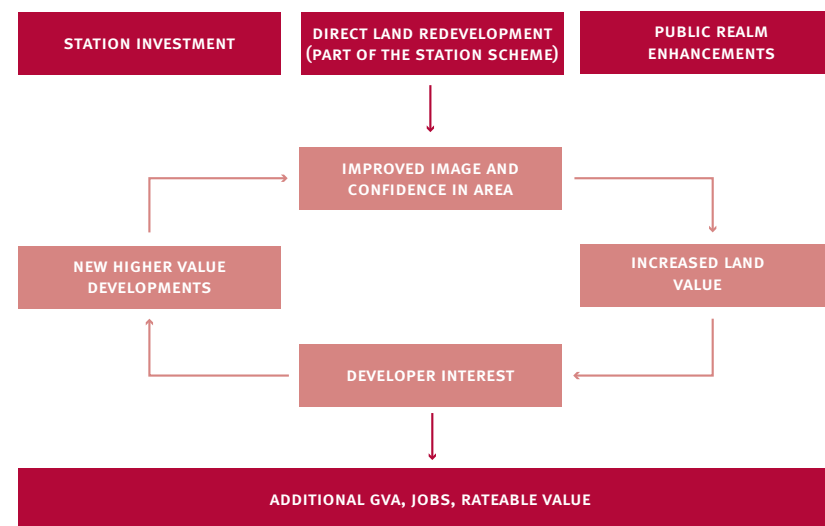 STATION INVESTMENT
DIRECT LAND REDEVELOPMENT
(PART OF THE STATION SCHEME)
PUBLIC REALM
ENHANCEMENTS
IMPROVED IMAGE AND
CONFIDENCE IN AREA
NEW HIGHER VALUE
DEVELOPMENTS
INCREASED LAND
VALUE
DEVELOPER INTEREST
ADDITIONAL GVA, JOBS, RATEABLE VALUE